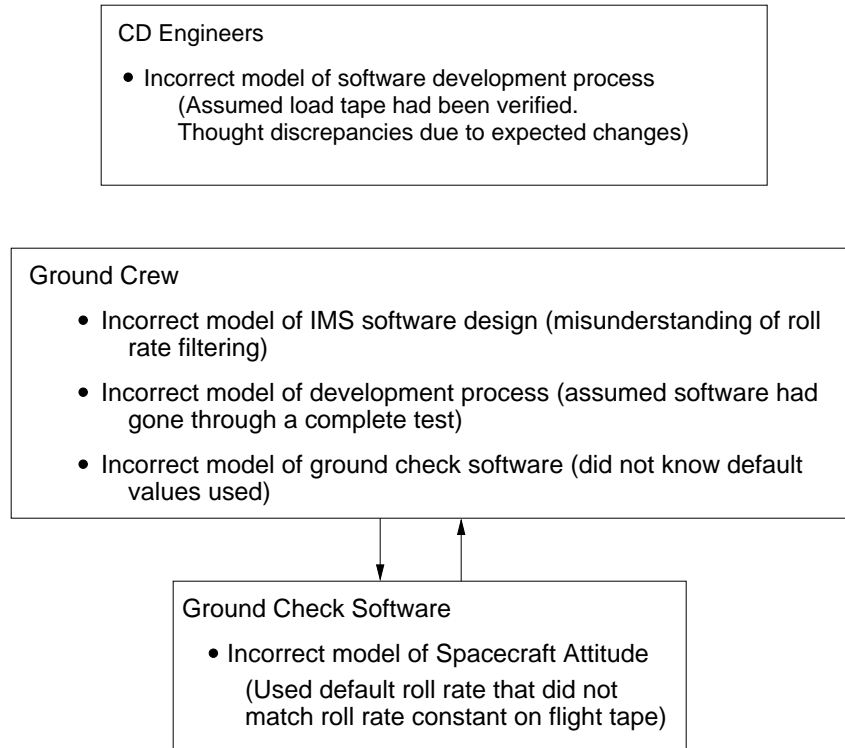 CD Engineers
• Incorrect model of software development process
(Assumed load tape had been verified.
Thought discrepancies due to expected changes)
Ground Crew
• Incorrect model of IMS software design (misunderstanding of roll
rate filtering)
• Incorrect model of development process (assumed software had
gone through a complete test)
• Incorrect model of ground check software (did not know default
values used)
Ground Check Software
• Incorrect model of Spacecraft Attitude
(Used default roll rate that did not
match roll rate constant on flight tape)